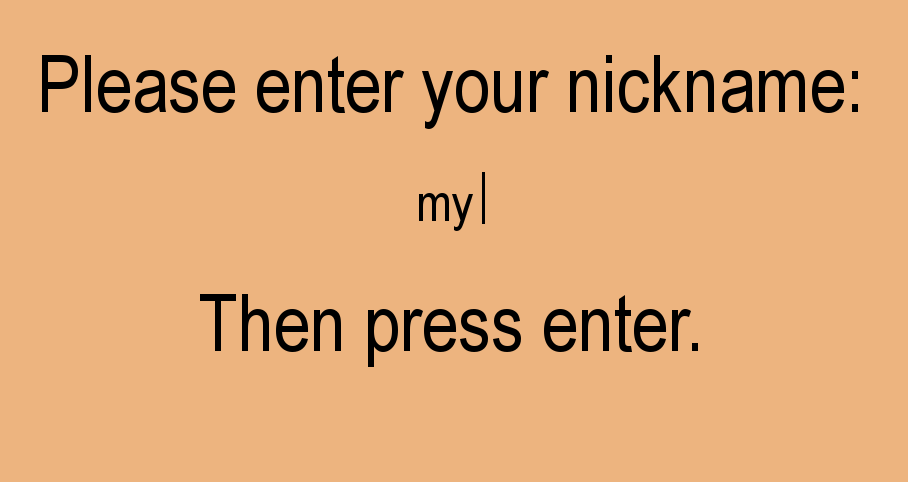 Please enter your nickname:
my
Then press enter.